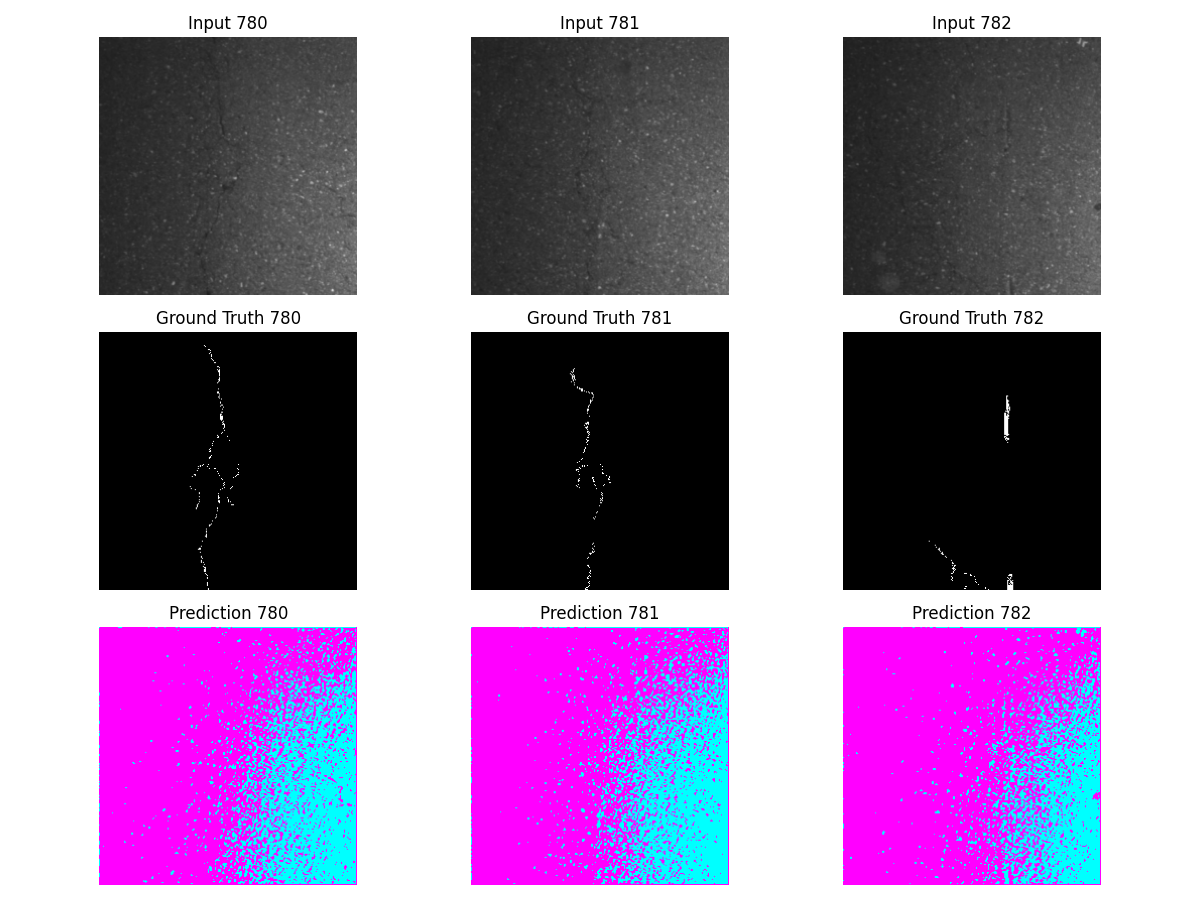 Input 780
Input 781
Input 782
Ground Truth 780
Ground Truth 781
Ground Truth 782
Prediction 780
Prediction 781
Prediction 782